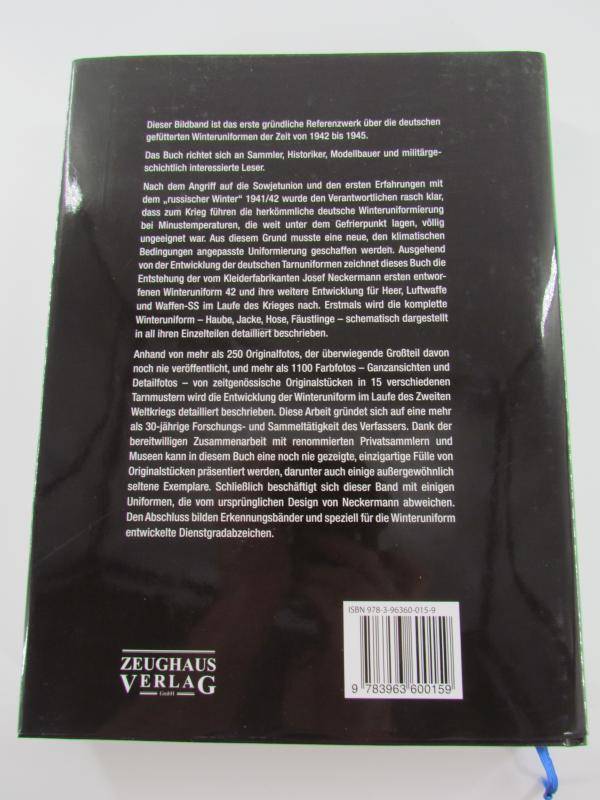 Dieser Bildband ist das erste gründliche Referenzwerk über die deutschen
gefütterten Winteruniformen der Zeit von 1942 bis 1945.
Das Buch richtet sich an Sammler, Historiker, Modellbauer und militärge-
schichtlich interessierte Leser.
Nach dem Angriff auf die Sowjetunion und den ersten Erfahrungen mit
dem „russischer Winter“ 1941/42 wurde den Verantwortlichen rasch klar,
dass zum Krieg führen die herkömmliche deutsche Winteruniformierung
bei Minustemperaturen, die weit unter dem Gefrierpunkt lagen, völlig
ungeeignet war. Aus diesem Grund musste eine neue, den klimatischen
Bedingungen angepasste Uniformierung geschaffen werden. Ausgehend
von der Entwicklung der deutschen Tarnuniformen zeichnet dieses Buch die
Entstehung der vom Kleiderfabrikanten Josef Neckermann ersten entwor-
fenen Winteruniform 42 und ihre weitere Entwicklung für Heer, Luftwaffe
und Waffen-SS im Laufe des Krieges nach. Erstmals wird die komplette
Winteruniform – Haube, Jacke, Hose, Fäustlinge – schematisch dargestellt
in all ihren Einzelteilen detailliert beschrieben.
Anhand von mehr als 250 Originalfotos, der überwiegende Großteil davon
noch nie veröffentlicht, und mehr als 1100 Farbfotos – Ganzansichten und
Detailfotos – von zeitgenössische Originalstücken in 15 verschiedenen
Tarnmustern wird die Entwicklung der Winteruniform im Laufe des Zweiten
Weltkriegs detailliert beschrieben. Diese Arbeit gründet sich auf eine mehr
als 30-jährige Forschungs- und Sammeltätigkeit des Verfassers. Dank der
bereitwilligen Zusammenarbeit mit renommierten Privatsammlern und
Museen kann in diesem Buch eine noch nie gezeigte, einzigartige Fülle von
Originalstücken präsentiert werden, darunter auch einige außergewöhnlich
seltene Exemplare. Schließlich beschäftigt sich dieser Band mit einigen
Uniformen, die vom ursprünglichen Design von Neckermann abweichen.
Den Abschluss bilden Erkennungsbänder und speziell für die Winteruniform
entwickelte Dienstgradabzeichen.
ISBN 978-3-96360-015-9
9 783963 600159
ZEUGHAUS
VERLAG
GmbH